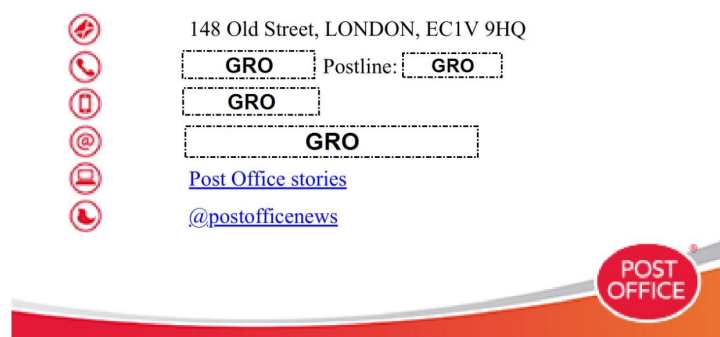 148 Old Street, LONDON, EC1V 9HQ
GRO Postline: GRO
GRO
GRO
Post Office stories
@postofficenews
POST
OFFICE